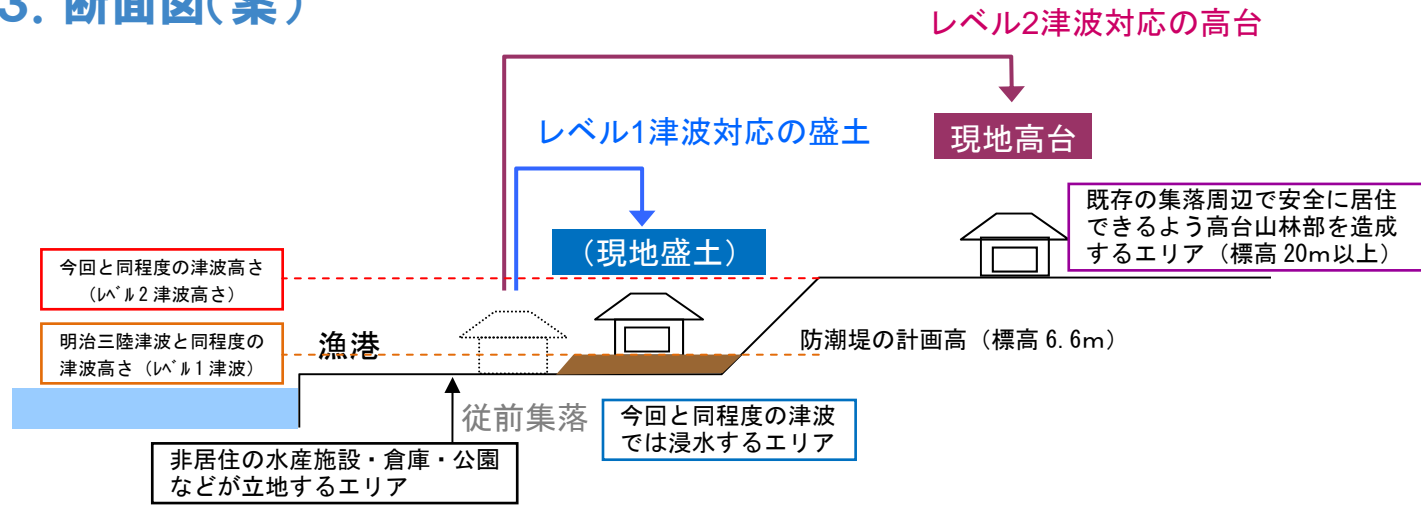 3. 断面図(案)
レベル2津波対応の高台
レベル1津波対応の盛土
現地高台
(現地盛土)
既存の集落周辺で安全に居住
できるよう高台山林部を造成
するエリア(標高20m以上)
今回と同程度の津波高さ
(ﾚﾍﾞﾙ2津波高さ)
明治三陸津波と同程度の
津波高さ(ﾚﾍﾞﾙ1津波)
漁港
防潮堤の計画高(標高6.6m)
従前集落
今回と同程度の津波
では浸水するエリア
非居住の水産施設・倉庫・公園
などが立地するエリア